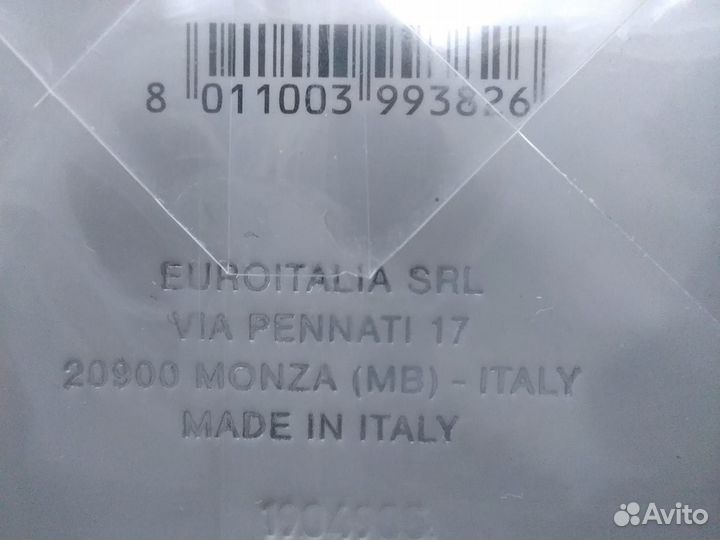 8 011003 993826
EUROITALIA SRL
VIA PENNATI 17
20900 MONZA (MB) - ITALY
MADE IN ITALY
Avito